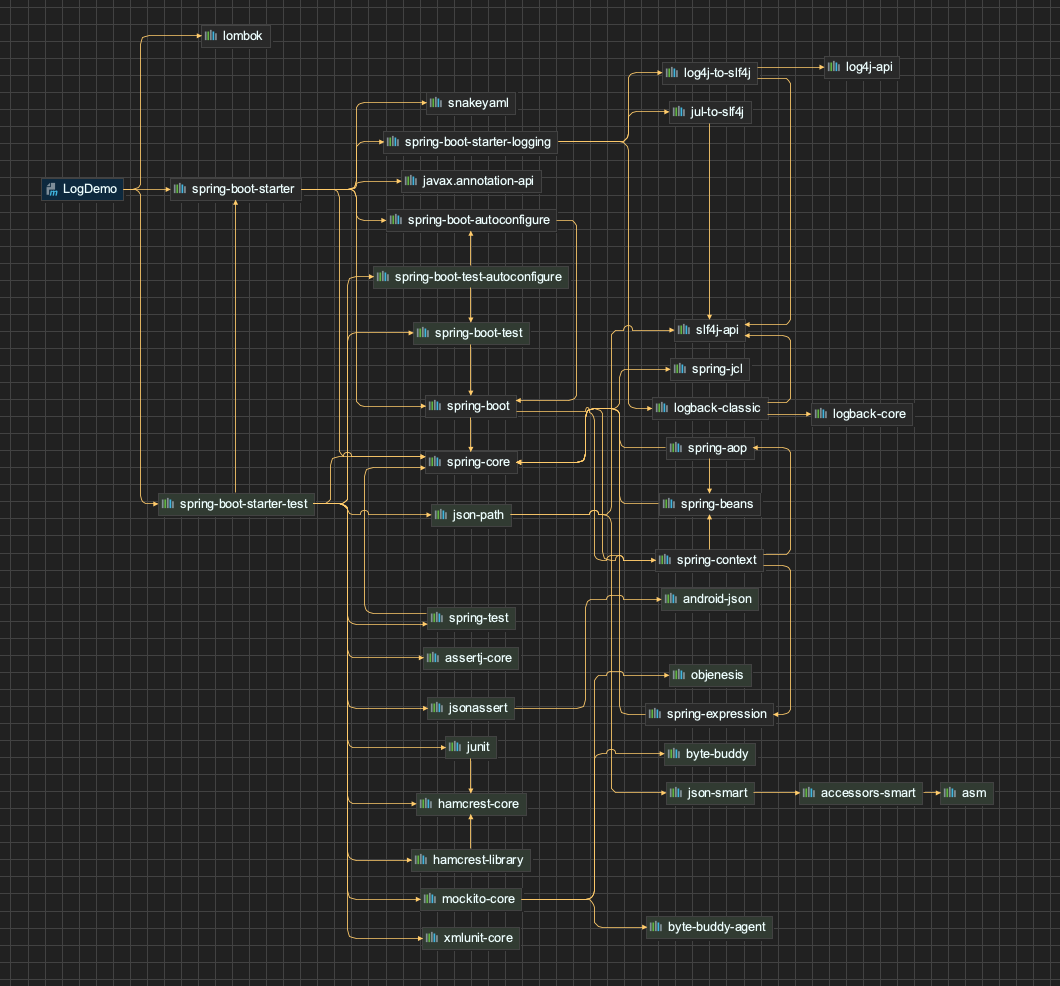 lombok
log4j-to-slf4j
log4j-api
snakeyaml
jul-to-slf4j
spring-boot-starter-logging
javax.annotation-api
LogDemo
spring-boot-starter
spring-boot-autoconfigure
spring-boot-test-autoconfigure
spring-boot-test
slf4j-api
spring-jcl
spring-boot
logback-classic
logback-core
spring-aop
spring-core
spring-boot-starter-test
spring-beans
json-path
spring-context
android-json
spring-test
assertj-core
objenesis
jsonassert
spring-expression
junit
byte-buddy
json-smart
accessors-smart
asm
hamcrest-core
hamcrest-library
mockito-core
byte-buddy-agent
xmlunit-core